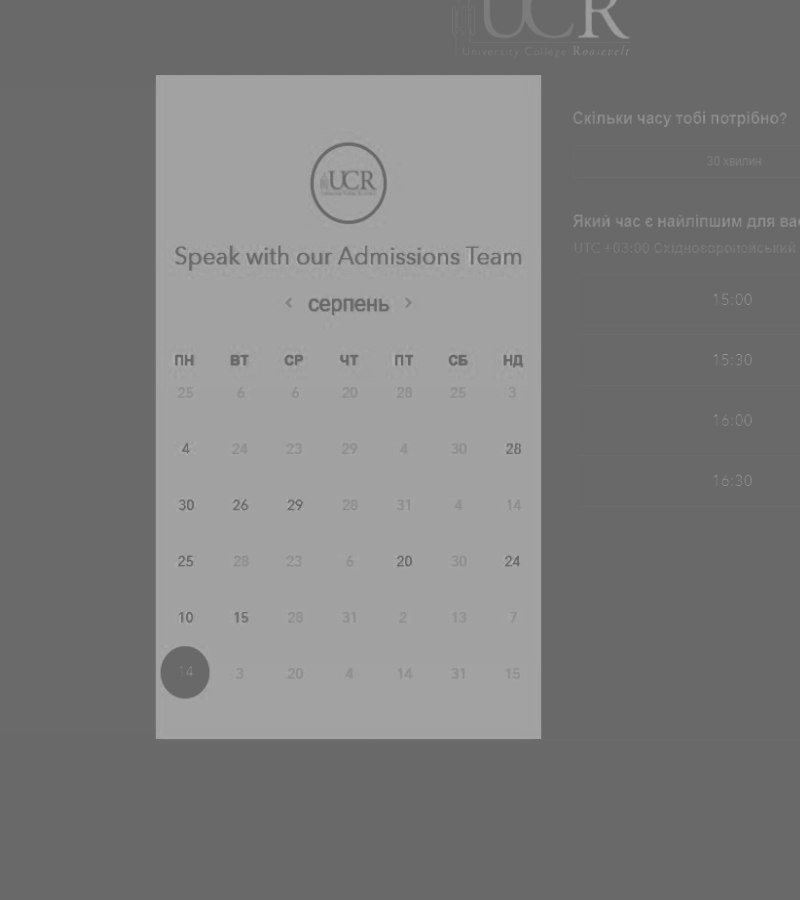 UCR
University College Roosevelt
UCR
Speak with our Admissions Team
‹ серпень ›
ПН ВТ СР ЧТ ПТ СБ НД
25 6 6 20 28 25 3
4 24 23 29 4 30 28
30 26 29 28 31 4 14
25 28 23 6 20 30 24
10 15 28 31 2 13 7
14 3 20 4 14 31 15
Скільки часу тобі потрібно?
30 хвилин
Який час є найліпшим для вас
UTC +03:00 Східноєвропейський
15:00
15:30
16:00
16:30